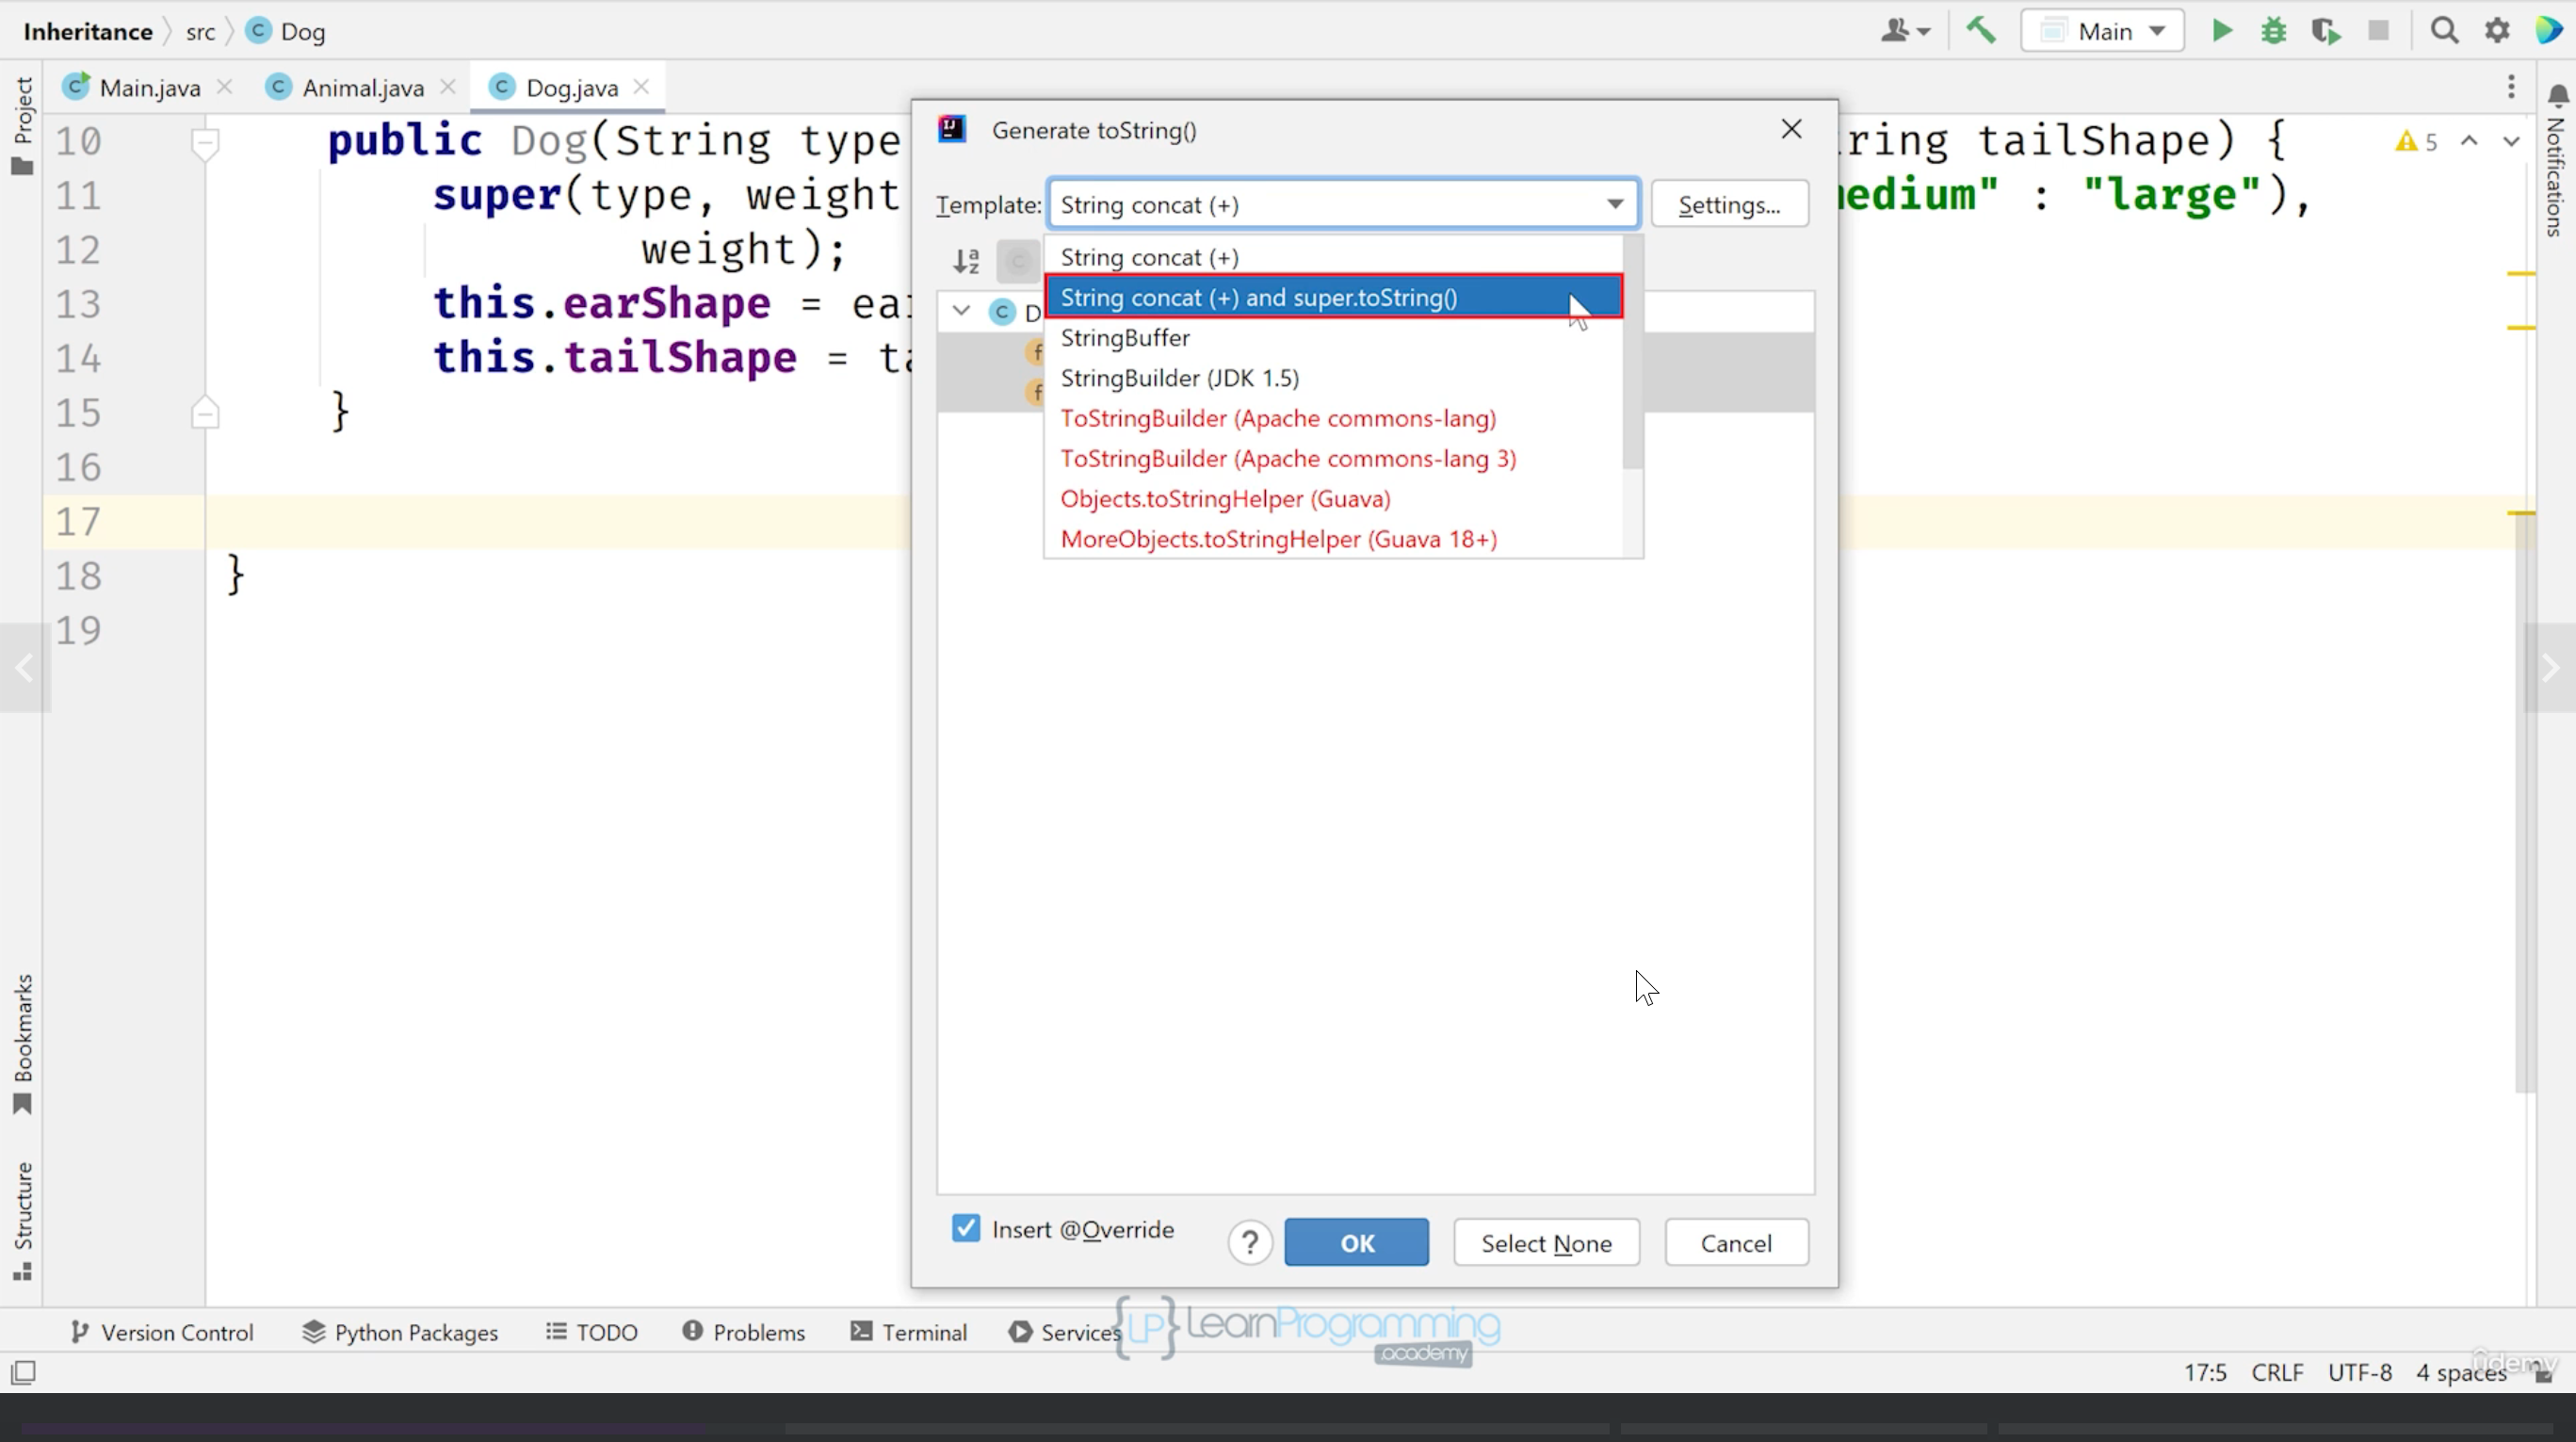 Inheritance src Dog
Main
Main.java Animal.java Dog.java
Project
Notifications
Generate toString()
Template: String concat (+) Settings...
String concat (+)
String concat (+) and super.toString()
StringBuffer
StringBuilder (JDK 1.5)
ToStringBuilder (Apache commons-lang)
ToStringBuilder (Apache commons-lang 3)
Objects.toStringHelper (Guava)
MoreObjects.toStringHelper (Guava 18+)
10 public Dog(String type tailShape) {
5
11 super(type, weight : "large"),
12 weight);
13 this.earShape =
14 this.tailShape =
15 }
16
17
18 }
19
Bookmarks
Structure
Insert @Override ? OK Select None Cancel
Version Control Python Packages TODO Problems Terminal Services
{LP} LearnProgramming
academy
17:5 CRLF UTF-8 4 spaces
udemy